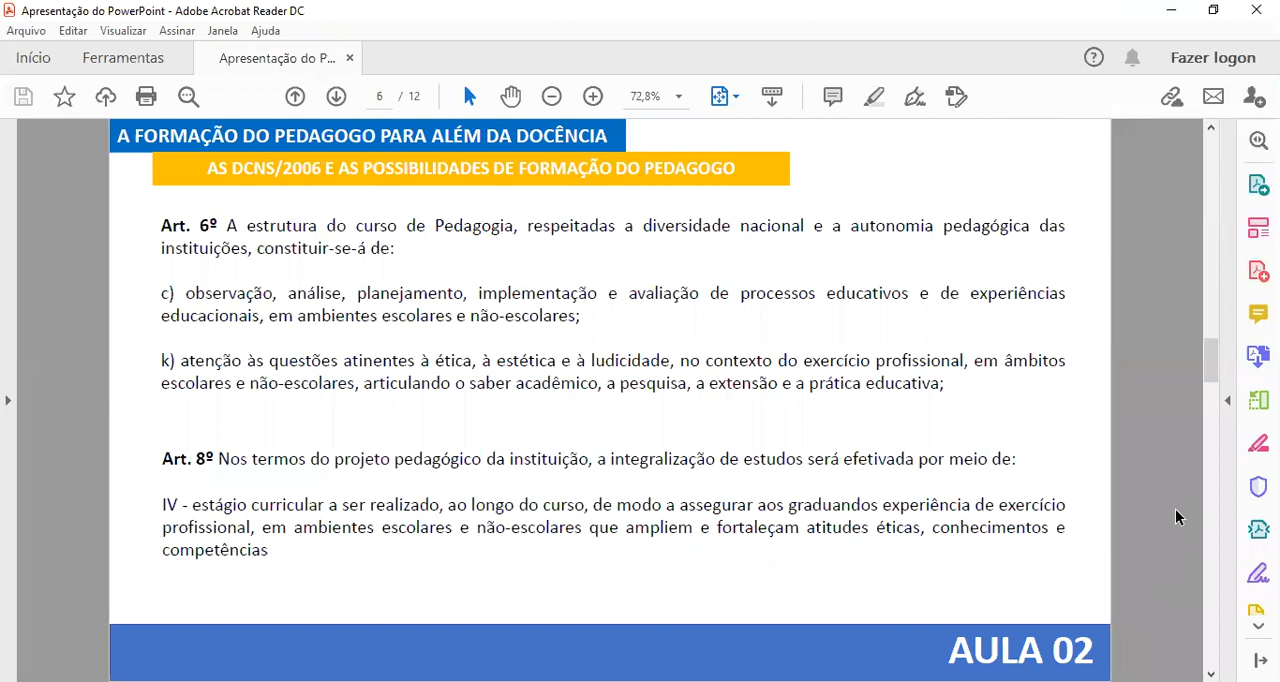 Apresentação do PowerPoint - Adobe Acrobat Reader DC
Arquivo Editar Visualizar Assinar Janela Ajuda
Início Ferramentas Apresentação do P... × Fazer logon
6 / 12 72,8%
A FORMAÇÃO DO PEDAGOGO PARA ALÉM DA DOCÊNCIA
AS DCNS/2006 E AS POSSIBILIDADES DE FORMAÇÃO DO PEDAGOGO
Art. 6º A estrutura do curso de Pedagogia, respeitadas a diversidade nacional e a autonomia pedagógica das
instituições, constituir-se-á de:
c) observação, análise, planejamento, implementação e avaliação de processos educativos e de experiências
educacionais, em ambientes escolares e não-escolares;
k) atenção às questões atinentes à ética, à estética e à ludicidade, no contexto do exercício profissional, em âmbitos
escolares e não-escolares, articulando o saber acadêmico, a pesquisa, a extensão e a prática educativa;
Art. 8º Nos termos do projeto pedagógico da instituição, a integralização de estudos será efetivada por meio de:
IV - estágio curricular a ser realizado, ao longo do curso, de modo a assegurar aos graduandos experiência de exercício
profissional, em ambientes escolares e não-escolares que ampliem e fortaleçam atitudes éticas, conhecimentos e
competências
AULA 02